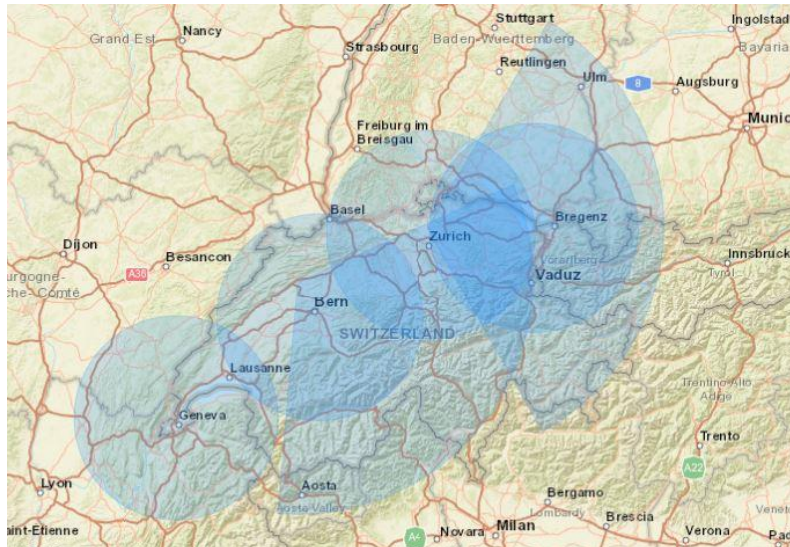 Stuttgart
Ingolstad
Nancy
Grand Est
Baden-Wuerttemberg
Bavaria
Strasbourg
Reutlingen
Ulm
8
Augsburg
Munic
Freiburg im
Breisgau
Basel
Bregenz
Zurich
Dijon
Besancon
Vorarlberg
Innsbruck
A36
Vaduz
Tyrol
urgogne-
che- Comté
Bern
SWITZERLAND
Lausanne
Trentino-Alto
Adige
Geneva
Trento
A22
Lyon
Aosta
Aosta Valley
Bergamo
Lombardy
aint-Etienne
A4
Novara
Milan
Brescia
Verona
Venet
Pad